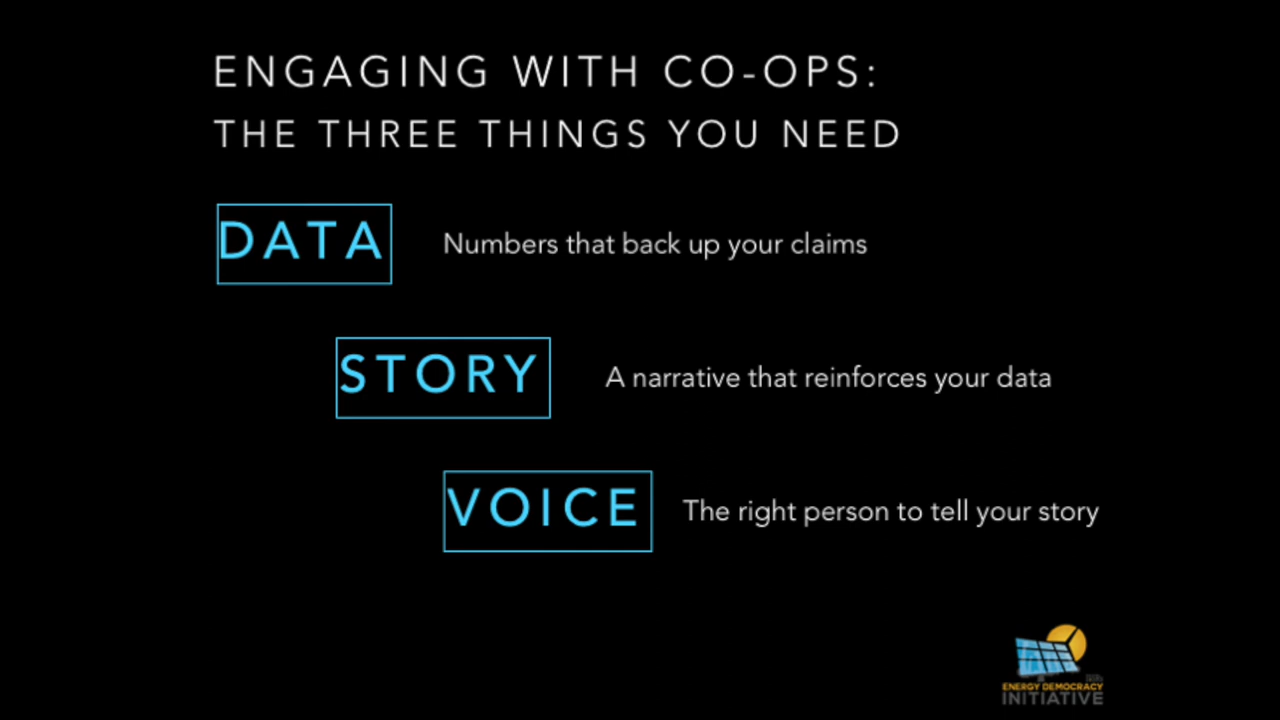 ENGAGING WITH CO-OPS:
THE THREE THINGS YOU NEED
DATA
Numbers that back up your claims
STORY
A narrative that reinforces your data
VOICE
The right person to tell your story
ENERGY DEMOCRACY
INITIATIVE